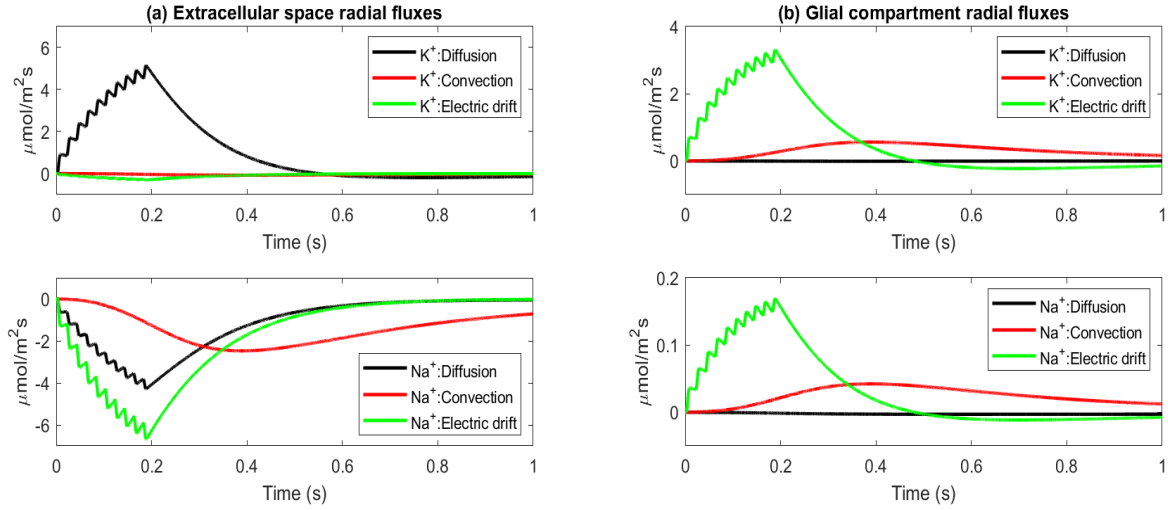 (a) Extracellular space radial fluxes
μmol/m²s
6
4
2
0
K⁺:Diffusion
K⁺:Convection
K⁺:Electric drift
0 0.2 0.4 0.6 0.8 1
Time (s)
(b) Glial compartment radial fluxes
μmol/m²s
4
2
0
K⁺:Diffusion
K⁺:Convection
K⁺:Electric drift
0 0.2 0.4 0.6 0.8 1
Time (s)
μmol/m²s
0
-2
-4
-6
Na⁺:Diffusion
Na⁺:Convection
Na⁺:Electric drift
0 0.2 0.4 0.6 0.8 1
Time (s)
μmol/m²s
0.2
0.1
0
Na⁺:Diffusion
Na⁺:Convection
Na⁺:Electric drift
0 0.2 0.4 0.6 0.8 1
Time (s)